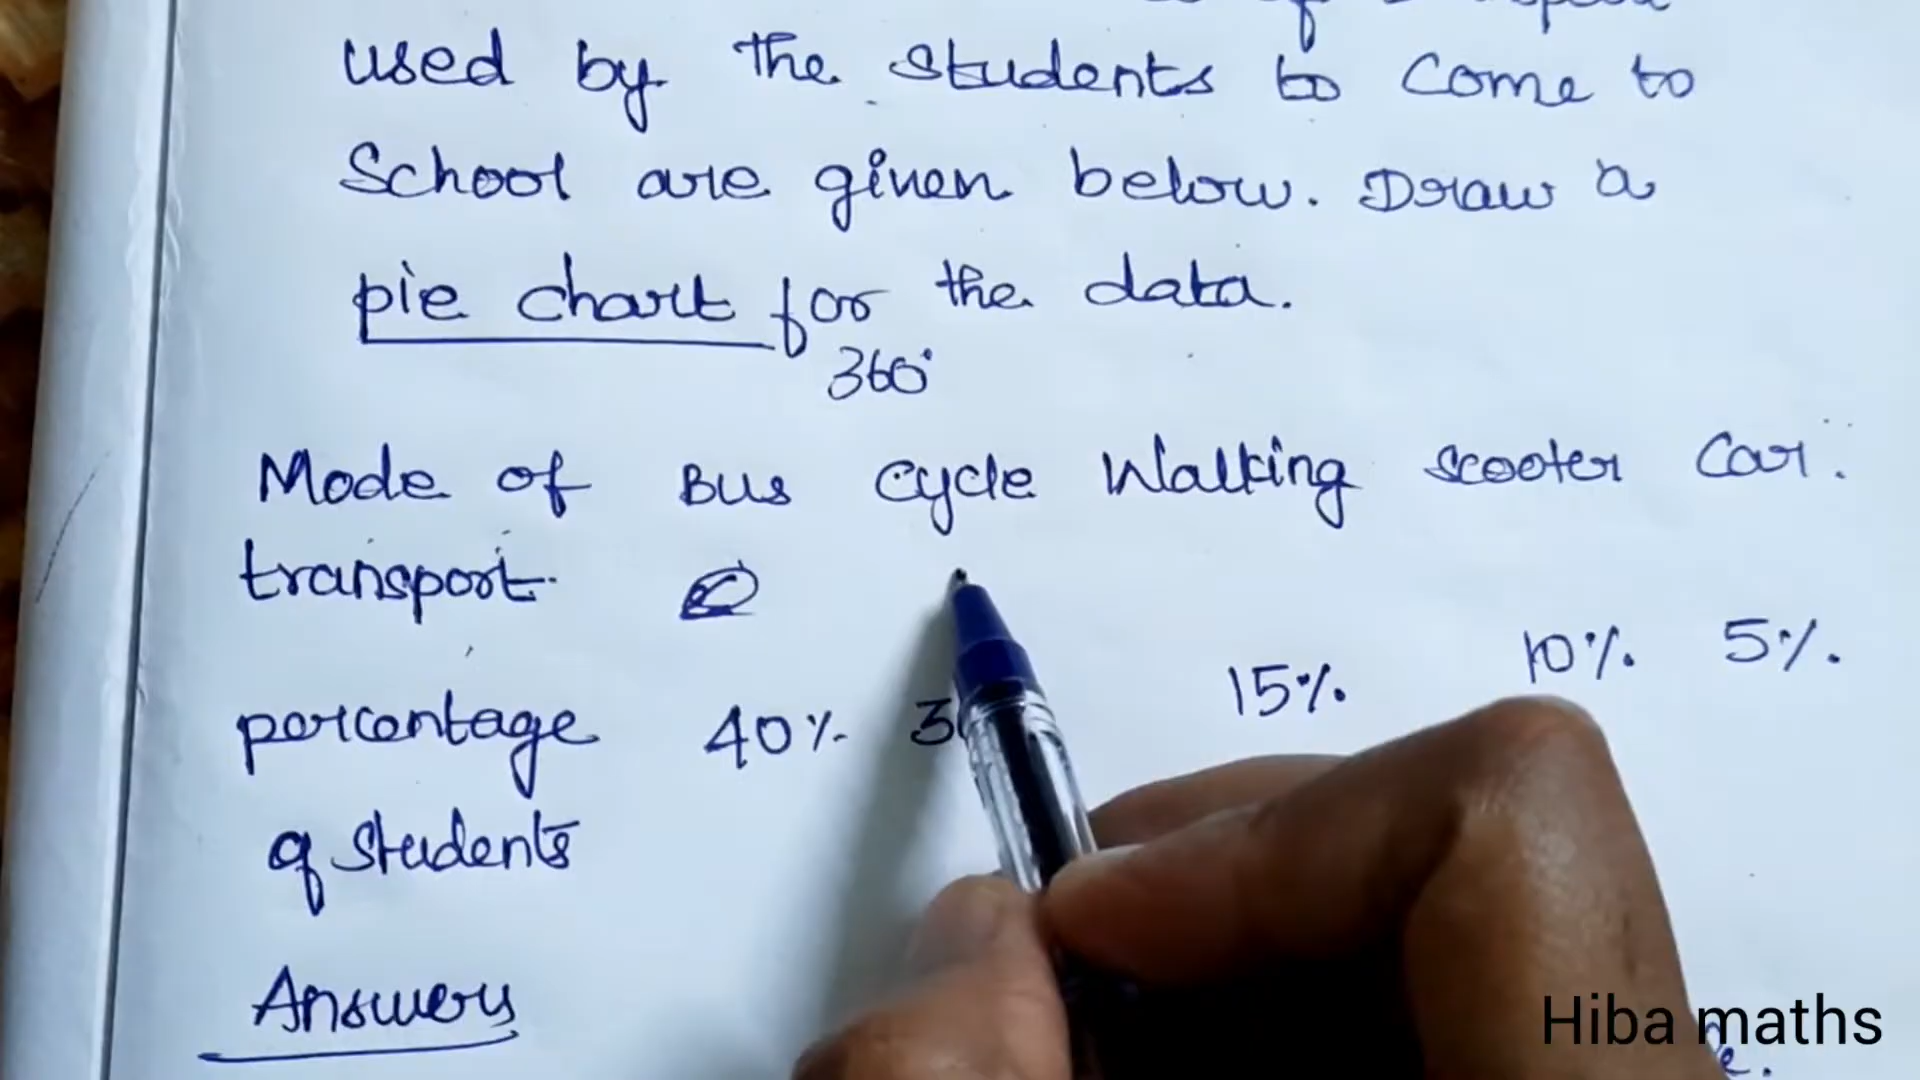 used by the students to come to
School are given below. Draw a
pie chart for the data.
360°
Mode of Bus cycle Walking scooter Car.
transport
10% 5%.
15%
percentage 40%
of students
Answers
Hiba maths